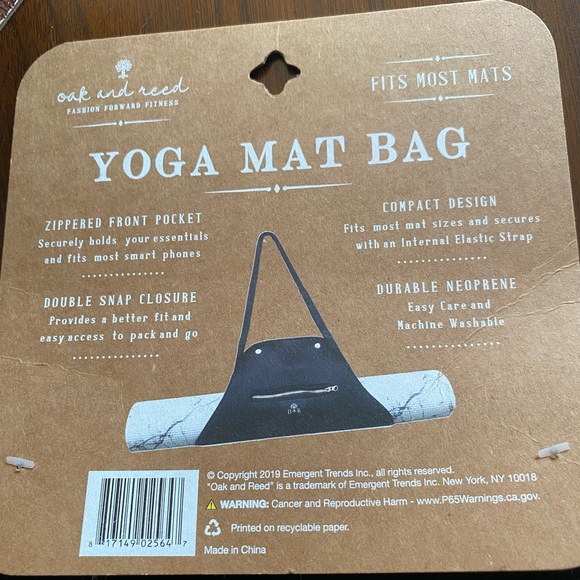 oak and reed
FASHION FORWARD FITNESS
FITS MOST MATS
YOGA MAT BAG
ZIPPERED FRONT POCKET
Securely holds your essentials
and fits most smart phones
DOUBLE SNAP CLOSURE
Provides a better fit and
easy access to pack and go
COMPACT DESIGN
Fits most mat sizes and secures
with an Internal Elastic Strap
DURABLE NEOPRENE
Easy Care and
Machine Washable
© Copyright 2019 Emergent Trends Inc., all rights reserved.
"Oak and Reed" is a trademark of Emergent Trends Inc. New York, NY 10018
WARNING: Cancer and Reproductive Harm - www.P65Warnings.ca.gov.
Printed on recyclable paper.
Made in China
8 17149 02564 7